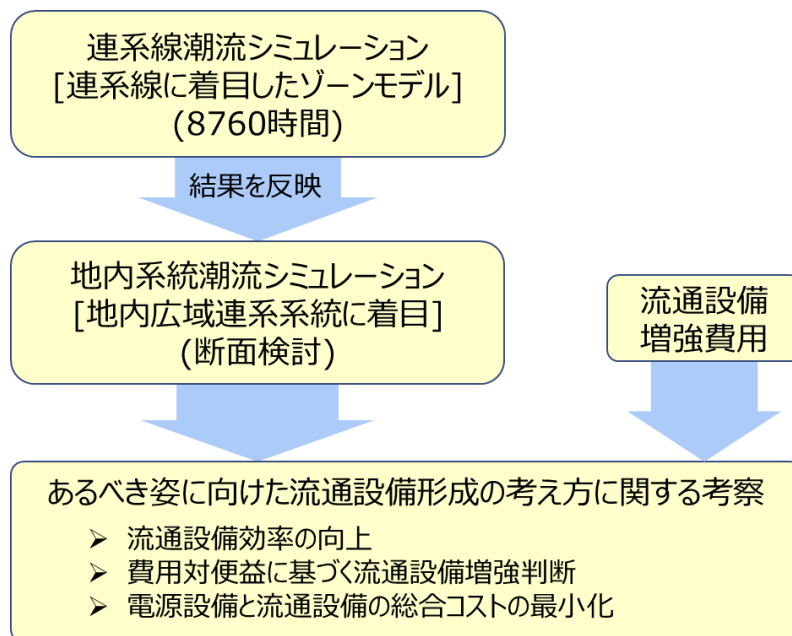 連系線潮流シミュレーション
[連系線に着目したゾーンモデル]
(8760時間)
結果を反映
地内系統潮流シミュレーション
[地内広域連系系統に着目]
(断面検討)
流通設備
増強費用
あるべき姿に向けた流通設備形成の考え方に関する考察
➢ 流通設備効率の向上
➢ 費用対便益に基づく流通設備増強判断
➢ 電源設備と流通設備の総合コストの最小化